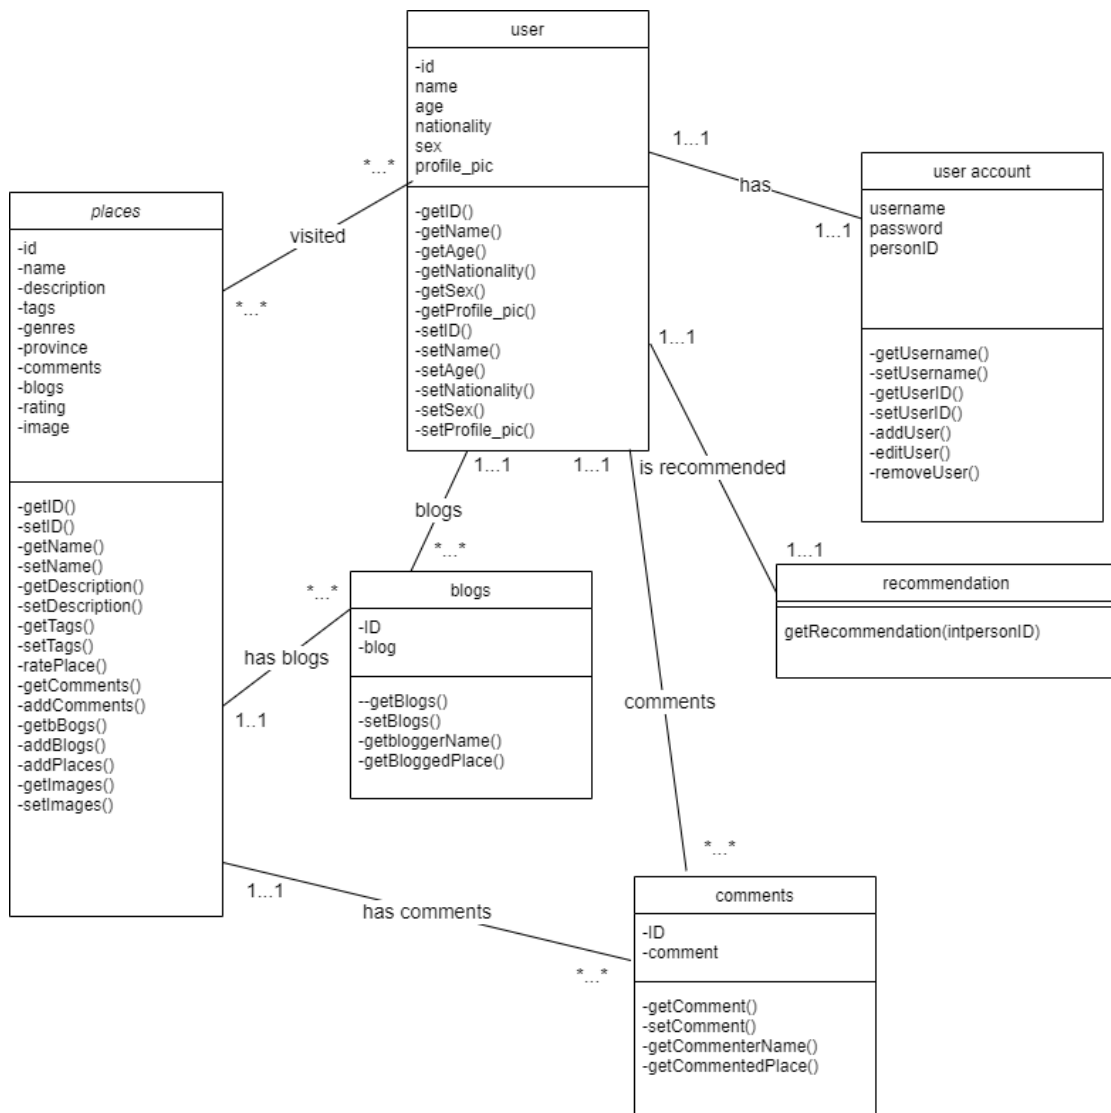 user
-id
name
age
nationality
sex
profile_pic
-getID()
-getName()
-getAge()
-getNationality()
-getSex()
-getProfile_pic()
-setID()
-setName()
-setAge()
-setNationality()
-setSex()
-setProfile_pic()
1...1
has
1...1
user account
username
password
personID
-getUsername()
-setUsername()
-getUserID()
-setUserID()
-addUser()
-editUser()
-removeUser()
*...*
visited
*...*
places
-id
-name
-description
-tags
-genres
-province
-comments
-blogs
-rating
-image
-getID()
-setID()
-getName()
-setName()
-getDescription()
-setDescription()
-getTags()
-setTags()
-ratePlace()
-getComments()
-addComments()
-getbBogs()
-addBlogs()
-addPlaces()
-getImages()
-setImages()
1...1
is recommended
1...1
recommendation
getRecommendation(intpersonID)
1...1
blogs
*...*
blogs
-ID
-blog
--getBlogs()
-setBlogs()
-getbloggerName()
-getBloggedPlace()
*...*
has blogs
1..1
1...1
comments
*...*
1...1
has comments
*...*
comments
-ID
-comment
-getComment()
-setComment()
-getCommenterName()
-getCommentedPlace()